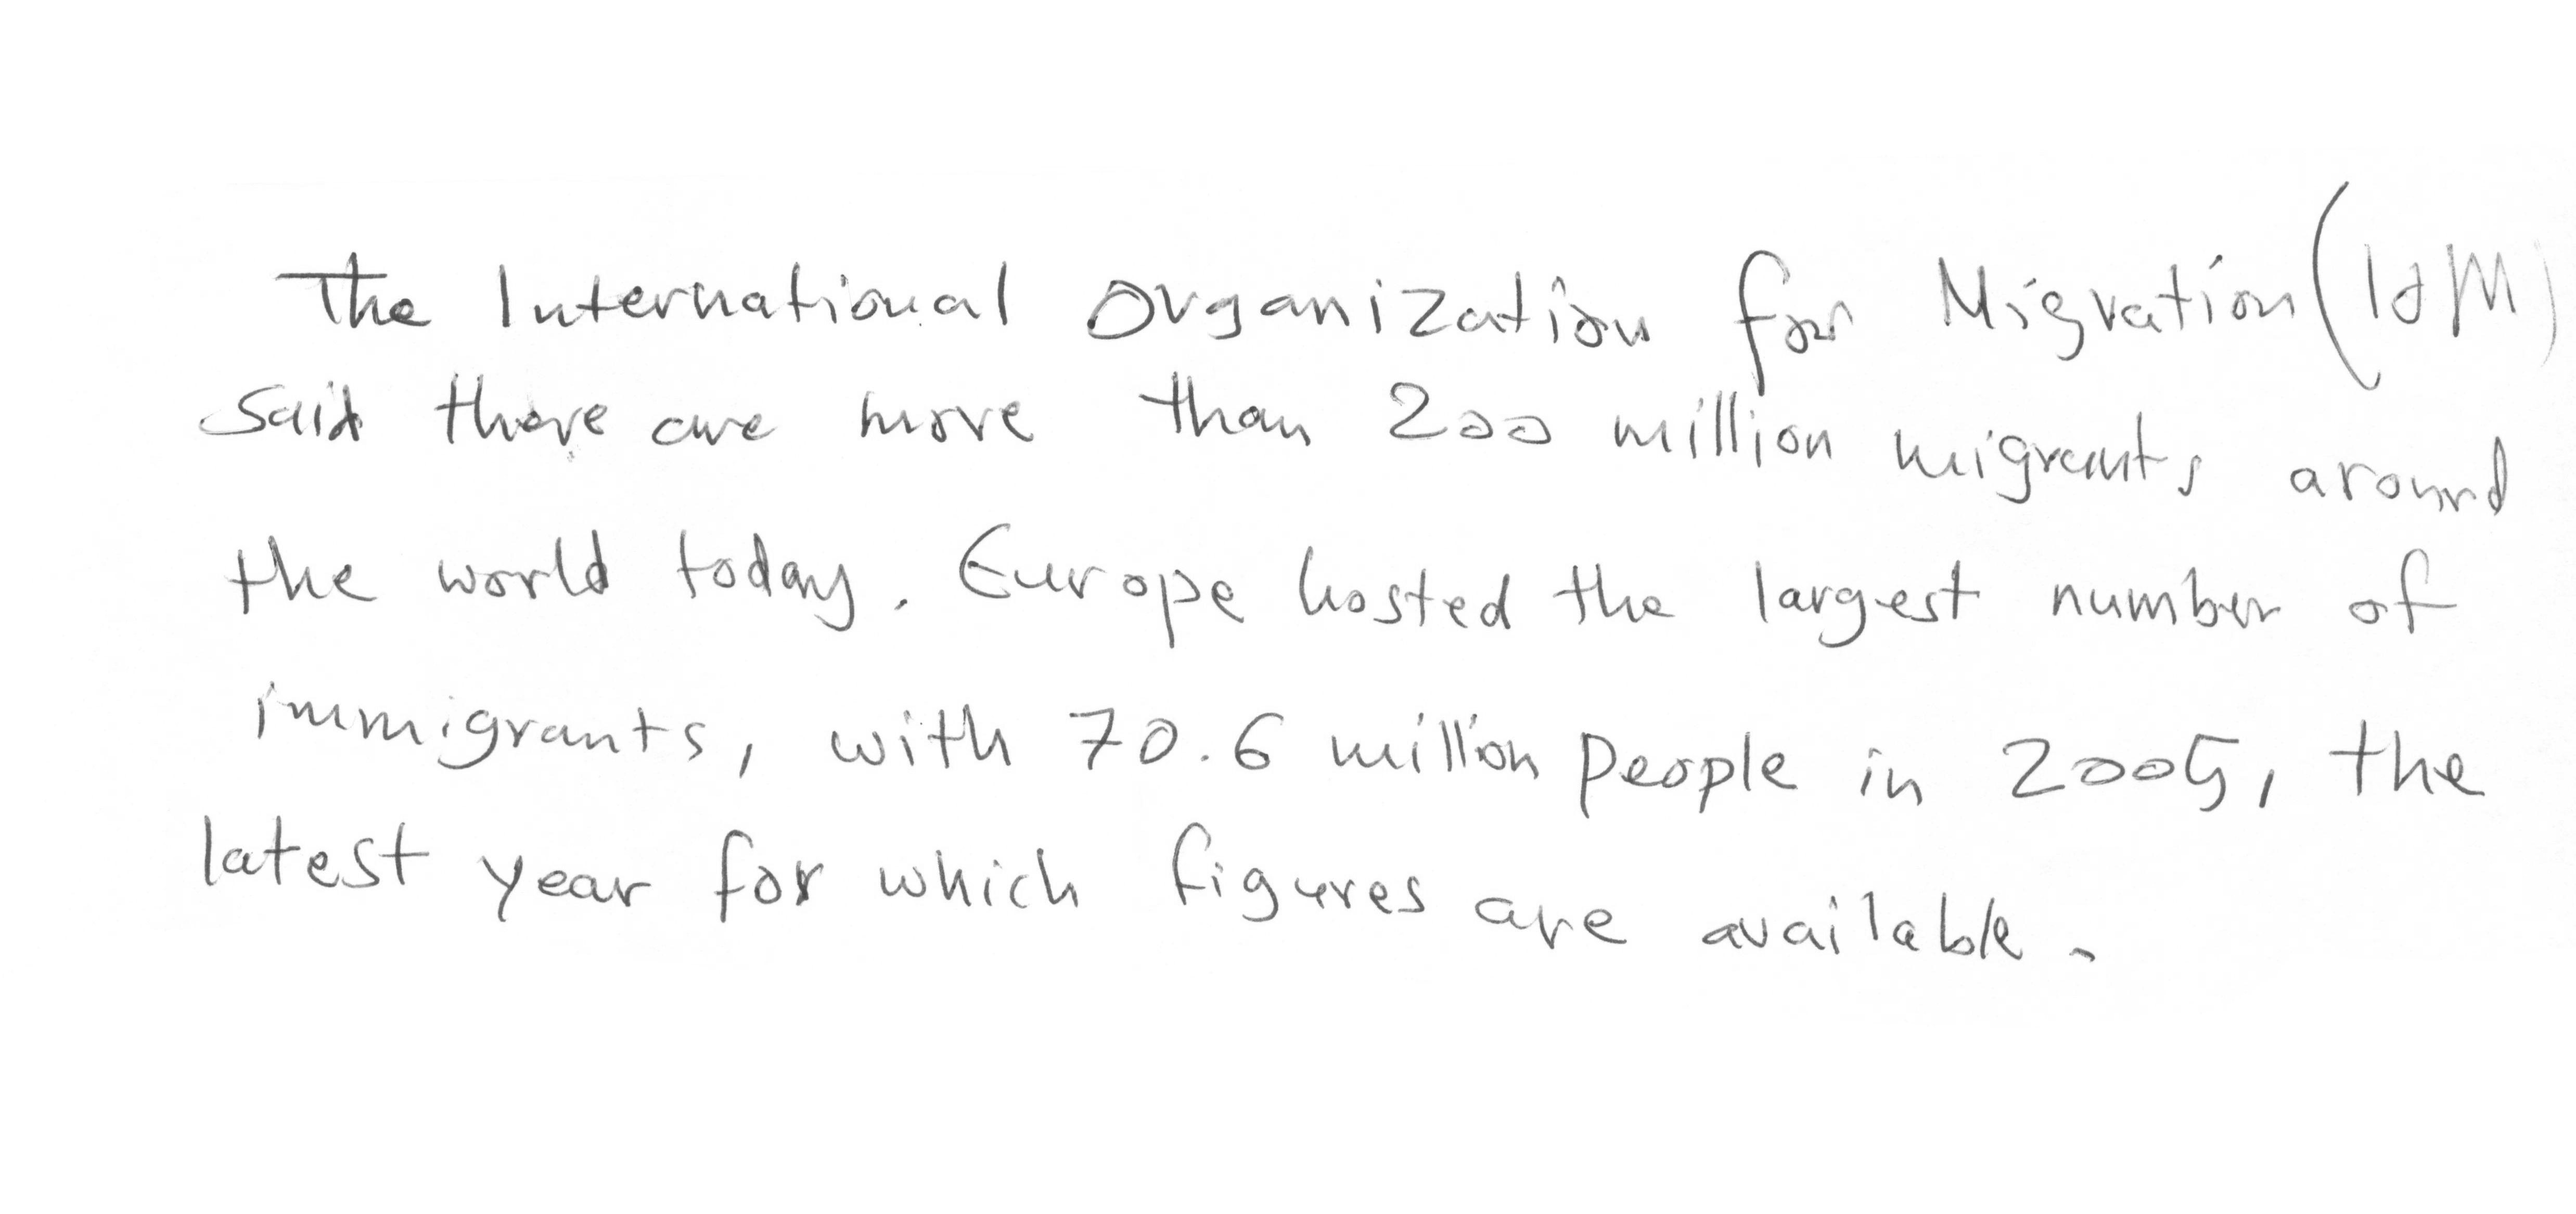 The International Organization for Migration (IOM)
said there are more than 200 million migrants around
the world today. Europe hosted the largest number of
immigrants, with 70.6 million people in 2005, the
latest year for which figures are available.